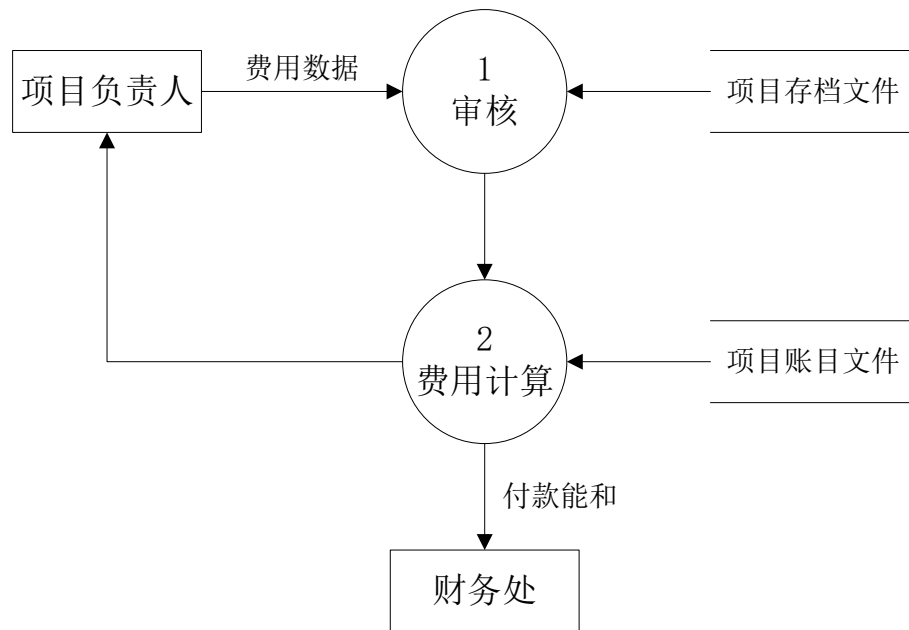 项目负责人
费用数据
1
审核
项目存档文件
2
费用计算
项目账目文件
付款能和
财务处